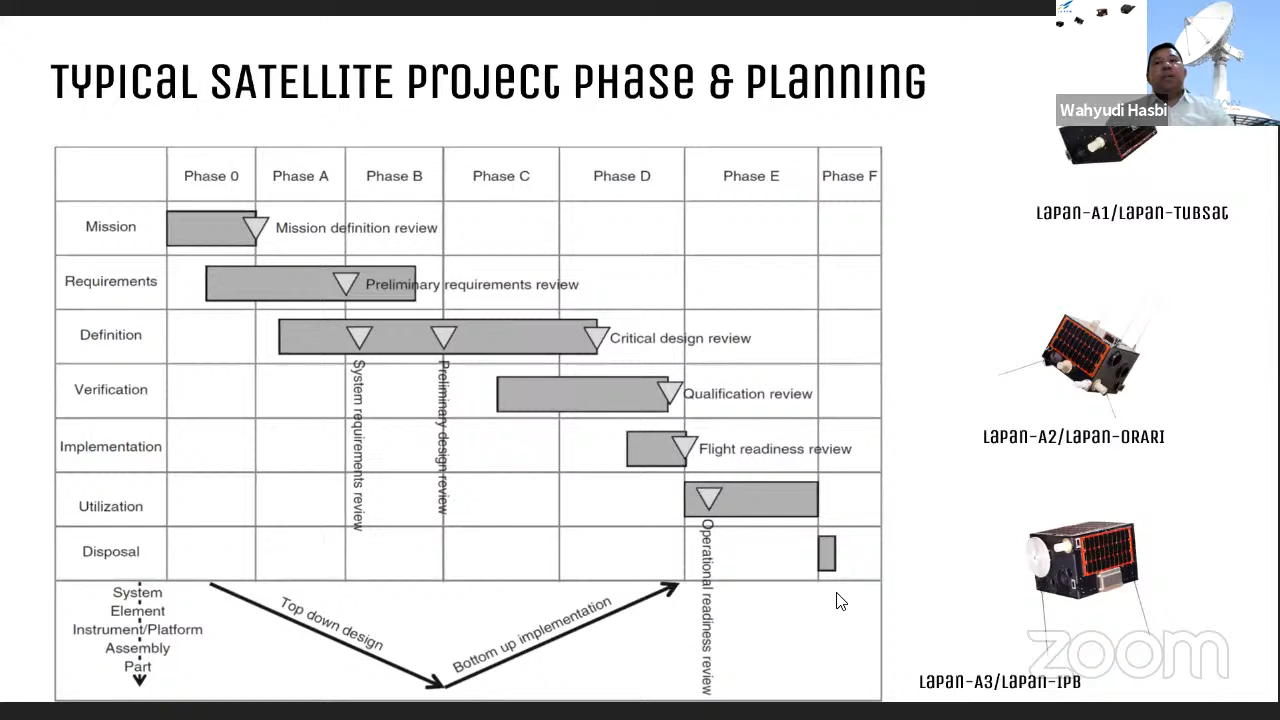 TYPICAL SATELLITE PROJECT PHASE & PLANNING
Wahyudi Hasbi
Phase 0 Phase A Phase B Phase C Phase D Phase E Phase F
Mission
Mission definition review
Requirements
Preliminary requirements review
Definition
Critical design review
System requirements review
Preliminary design review
Verification
Qualification review
Implementation
Flight readiness review
Utilization
Operational readiness review
Disposal
System
Element
Instrument/Platform
Assembly
Part
Top down design
Bottom up implementation
LAPAN-A1/LAPAN-TUBSAT
LAPAN-A2/LAPAN-ORARI
LAPAN-A3/LAPAN-IPB
zoom